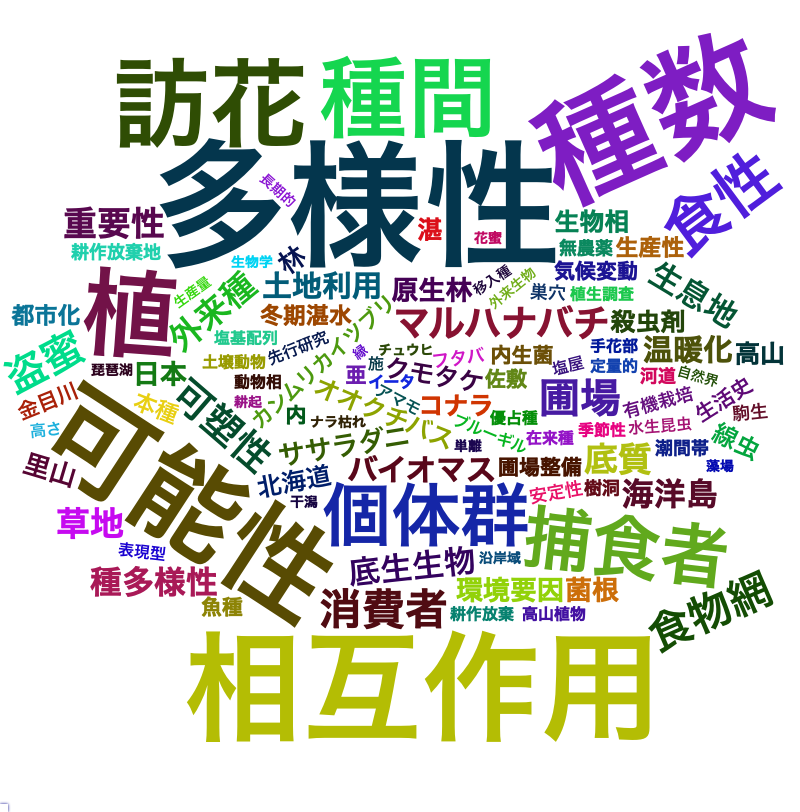 訪花
種間
種数
多様性
食性
長期的
重要性
湛
花蜜
生物相
耕作放棄地
生物学
林
無農薬
生産性
植
生産量
外来種
土地利用
原生林
移入種
外来生物
巣穴
気候変動
植生調査
生息地
都市化
冬期湛水
マルハナバチ
殺虫剤
盗蜜
塩基配列
先行研究
カンムリカイツブリ
緑
チュウヒ
フタバ
内生菌
手花部
温暖化
高山
琵琶湖
日本
土壌動物
施
クモタケ
塩屋
定量的
自然界
動物相
亜
イータ
佐敷
河道
金目川
本種
可塑性
耕起
オオクチバス
アマモ
コナラ
圃場
有機栽培
生活史
駒生
高さ
内
ナラ枯れ
ブルーギル
優占種
季節性
水生昆虫
線虫
可能性
ササラダニ
単離
在来種
潮間帯
里山
北海道
バイオマス
圃場整備
底質
藻場
干潟
個体群
安定性
樹洞
海洋島
草地
捕食者
表現型
底生生物
沿岸域
種多様性
環境要因
菌根
食物網
魚種
消費者
耕作放棄
高山植物
相互作用